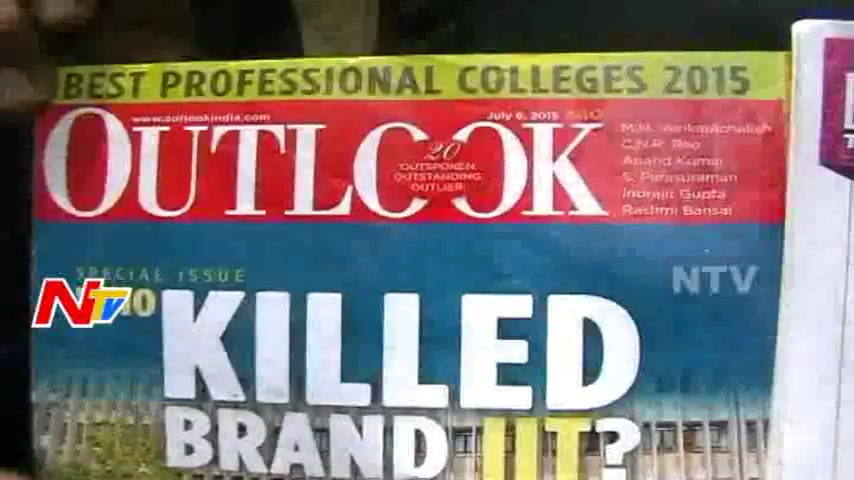 BEST PROFESSIONAL COLLEGES 2015
www.outlookindia.com
July 6, 2015
OUTLOOK
20
OUTSPOKEN
OUTSTANDING
OUTLIER
M.N. Venkatachaliah
C.N.R. Rao
Anand Kumar
S. Parasuraman
Indrajit Gupta
Rashmi Bansal
SPECIAL ISSUE
NTV
NTV
KILLED
BRAND IIT?